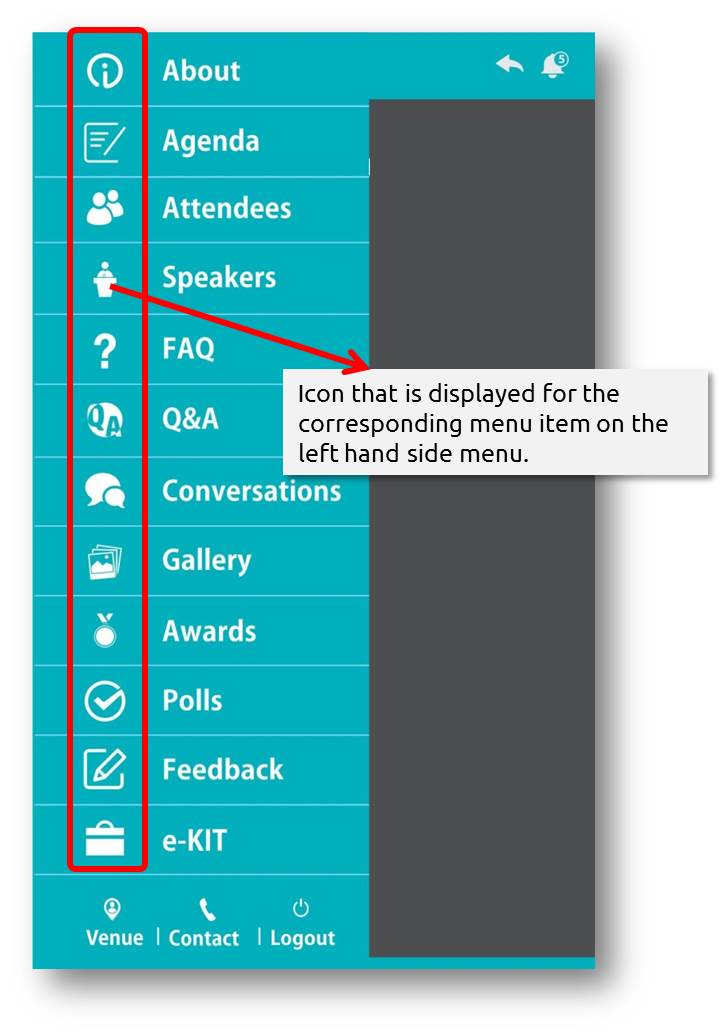 About
5
Agenda
Attendees
Speakers
FAQ
Icon that is displayed for the
corresponding menu item on the
left hand side menu.
QA
Q&A
Conversations
Gallery
Awards
Polls
Feedback
e-KIT
Venue | Contact | Logout